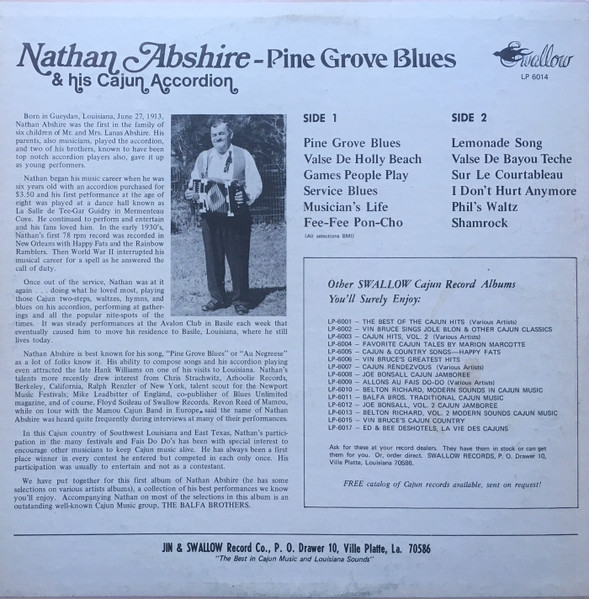 Nathan Abshire - Pine Grove Blues
& his Cajun Accordion
Swallow
LP 6014
Born in Gueydan, Louisiana, June 27, 1913,
Nathan Abshire was the first in the family of
six children of Mr. and Mrs. Lanas Abshire. His
parents, also musicians, played the accordion,
and two of his brothers, known to have been
top notch accordion players also, gave it up
as young performers.
Nathan began his music career when he was
six years old with an accordion purchased for
$3.50 and his first performance at the age of
eight was played at a dance hall known as
La Salle de Tee-Gar Guidry in Mermenteau
Cove. He continued to perform and entertain
and his fans loved him. In the early 1930's,
Nathan's first 78 rpm record was recorded in
New Orleans with Happy Fats and the Rainbow
Ramblers. Then World War II interrupted his
musical career for a spell as he answered the
call of duty.
Once out of the service, Nathan was at it
again . . . doing what he loved most, playing
those Cajun two-steps, waltzes, hymns, and
blues on his accordion, performing at gather-
ings and all the popular nite-spots of the
times. It was steady performances at the Avalon Club in Basile each week that
eventually caused him to move his residence to Basile, Louisiana, where he still
lives today.
Nathan Abshire is best known for his song, "Pine Grove Blues" or "Au Negresse"
as a lot of folks know it. His ability to compose songs and his accordion playing
even attracted the late Hank Williams on one of his visits to Louisiana. Nathan's
talents more recently drew interest from Chris Strachwitz, Arhoolie Records,
Berkeley, California, Ralph Renzler of New York, talent scout for the Newport
Music Festivals; Mike Leadbitter of England, co-publisher of Blues Unlimited
magazine, and of course, Floyd Soileau of Swallow Records. Revon Reed of Mamou,
while on tour with the Mamou Cajun Band in Europe, said the name of Nathan
Abshire was heard quite frequently during interviews at many of their performances.
In this Cajun country of Southwest Louisiana and East Texas, Nathan's partici-
pation in the many festivals and Fais Do Do's has been with special interest to
encourage other musicians to keep Cajun music alive. He has always been a first
place winner in every contest he entered but competed in each only once. His
participation was usually to entertain and not as a contestant.
We have put together for this first album of Nathan Abshire (he has some
selections on various artists albums), a collection of his best performances we know
you'll enjoy. Accompanying Nathan on most of the selections in this album is an
outstanding well-known Cajun Music group, THE BALFA BROTHERS.
SIDE 1
Pine Grove Blues
Valse De Holly Beach
Games People Play
Service Blues
Musician's Life
Fee-Fee Pon-Cho
(All selections BMI)
SIDE 2
Lemonade Song
Valse De Bayou Teche
Sur Le Courtableau
I Don't Hurt Anymore
Phil's Waltz
Shamrock
Other SWALLOW Cajun Record Albums
You'll Surely Enjoy:
LP-6001 — THE BEST OF THE CAJUN HITS (Various Artists)
LP-6002 — VIN BRUCE SINGS JOLE BLON & OTHER CAJUN CLASSICS
LP-6003 — CAJUN HITS, VOL. 2 (Various Artists)
LP-6004 — FAVORITE CAJUN TALES BY MARION MARCOTTE
LP-6005 — CAJUN & COUNTRY SONGS—HAPPY FATS
LP-6006 — VIN BRUCE'S GREATEST HITS
LP-6007 — CAJUN RENDEZVOUS (Various Artists)
LP-6008 — JOE BONSALL CAJUN JAMBOREE
LP-6009 — ALLONS AU FAIS DO-DO (Various Artists)
LP-6010 — BELTON RICHARD, MODERN SOUNDS IN CAJUN MUSIC
LP-6011 — BALFA BROS. TRADITIONAL CAJUN MUSIC
LP-6012 — JOE BONSALL, VOL. 2 CAJUN JAMBOREE
LP-6013 — BELTON RICHARD, VOL. 2 MODERN SOUNDS CAJUN MUSIC
LP-6015 — VIN BRUCE'S CAJUN COUNTRY
LP-6017 — ED & BEE DESHOTELS, LA VIE DES CAJUNS
Ask for these at your record dealers. They have them in stock or can get
them for you. Or, order direct. SWALLOW RECORDS, P. O. Drawer 10,
Ville Platte, Louisiana 70586.
FREE catalog of Cajun records available, sent on request!
JIN & SWALLOW Record Co., P. O. Drawer 10, Ville Platte, La. 70586
"The Best in Cajun Music and Louisiana Sounds"